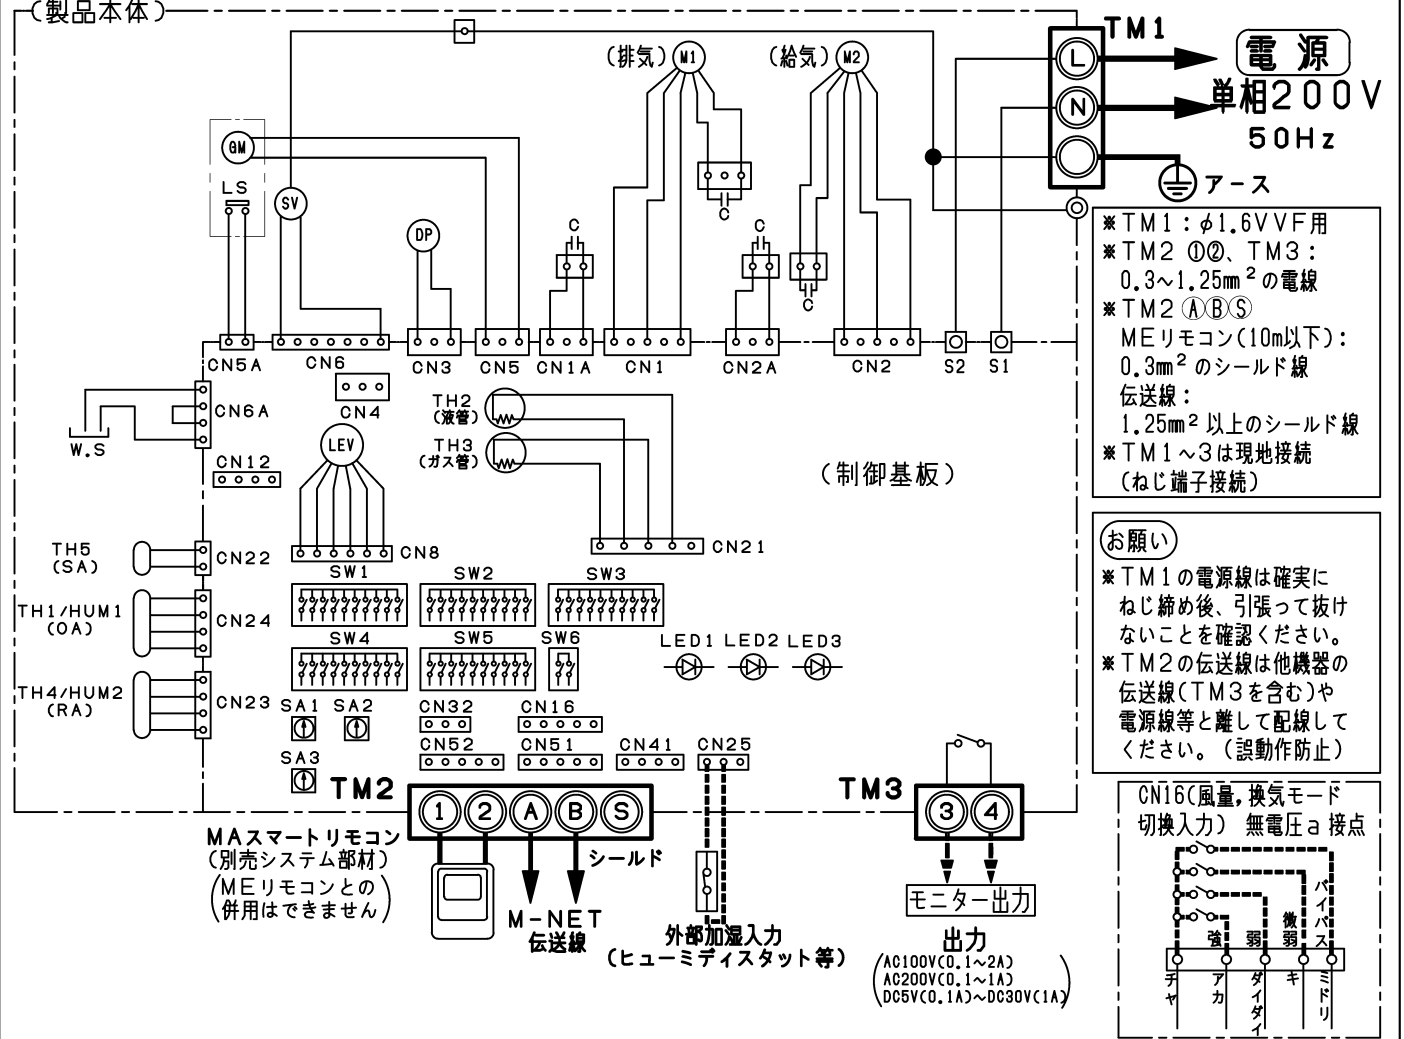 (製品本体)
TM1
L
N
電源
単相200V
50Hz
アース
(排気)
M1
(給気)
M2
GM
LS
SV
DP
C
C
C
C
CN5A
CN6
CN3
CN5
CN1A
CN1
CN2A
CN2
S2
S1
CN4
CN6A
W.S
CN12
TH2
(液管)
TH3
(ガス管)
LEV
(制御基板)
CN8
CN21
TH5
(SA)
CN22
TH1/HUM1
(OA)
CN24
TH4/HUM2
(RA)
CN23
SW1
SW2
SW3
SW4
SW5
SW6
LED1
LED2
LED3
SA1
SA2
SA3
CN32
CN16
CN52
CN51
CN41
CN25
TM2
1
2
A
B
S
TM3
3
4
MAスマートリモコン
(別売システム部材)
(MEリモコンとの
併用はできません)
シールド
M-NET
伝送線
外部加湿入力
(ヒューミディスタット等)
モニター出力
出力
(AC100V(0.1~2A)
AC200V(0.1~1A)
DC5V(0.1A)~DC30V(1A))
※TM1:φ1.6VVF用
※TM2 ①②、TM3:
0.3~1.25mm²の電線
※TM2 ⒶⒷⓈ
MEリモコン(10m以下):
0.3mm²のシールド線
伝送線:
1.25mm²以上のシールド線
※TM1~3は現地接続
(ねじ端子接続)
お願い
※TM1の電源線は確実に
ねじ締め後、引張って抜け
ないことを確認ください。
※TM2の伝送線は他機器の
伝送線(TM3を含む)や
電源線等と離して配線して
ください。(誤動作防止)
CN16(風量,換気モード
切換入力) 無電圧a接点
強
弱
微弱
バイパス
チャ
アカ
ダイダイ
キ
ミドリ